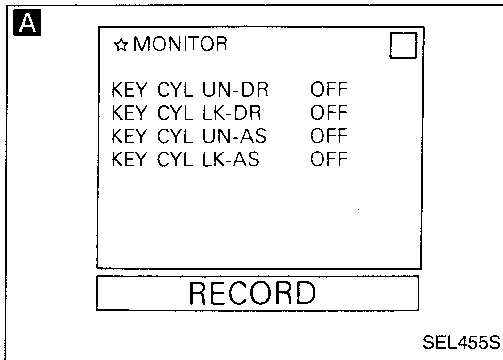 A
☆MONITOR
KEY CYL UN-DR OFF
KEY CYL LK-DR OFF
KEY CYL UN-AS OFF
KEY CYL LK-AS OFF
RECORD
SEL455S